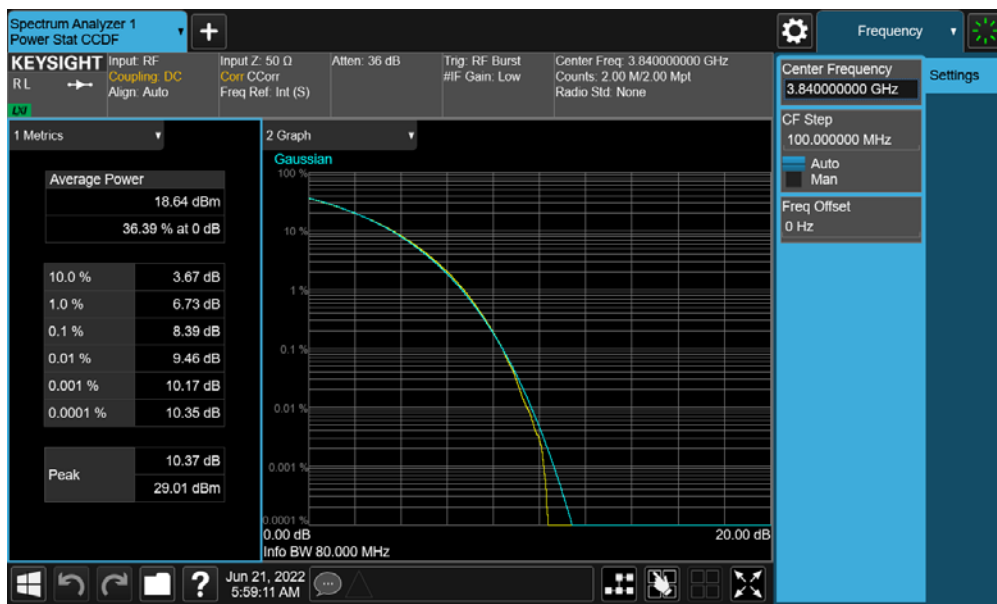 Spectrum Analyzer 1
Power Stat CCDF
Frequency
KEYSIGHT
RL
LXI
Input: RF
Coupling: DC
Align: Auto
Input Z: 50 Ω
Corr CCorr
Freq Ref: Int (S)
Atten: 36 dB
Trig: RF Burst
#IF Gain: Low
Center Freq: 3.840000000 GHz
Counts: 2.00 M/2.00 Mpt
Radio Std: None
Center Frequency
3.840000000 GHz
Settings
CF Step
100.000000 MHz
Auto
Man
Freq Offset
0 Hz
1 Metrics
Average Power
18.64 dBm
36.39 % at 0 dB
10.0 % 3.67 dB
1.0 % 6.73 dB
0.1 % 8.39 dB
0.01 % 9.46 dB
0.001 % 10.17 dB
0.0001 % 10.35 dB
Peak
10.37 dB
29.01 dBm
2 Graph
Gaussian
100 %
10 %
1 %
0.1 %
0.01 %
0.001 %
0.0001 %
0.00 dB 20.00 dB
Info BW 80.000 MHz
?
Jun 21, 2022
5:59:11 AM